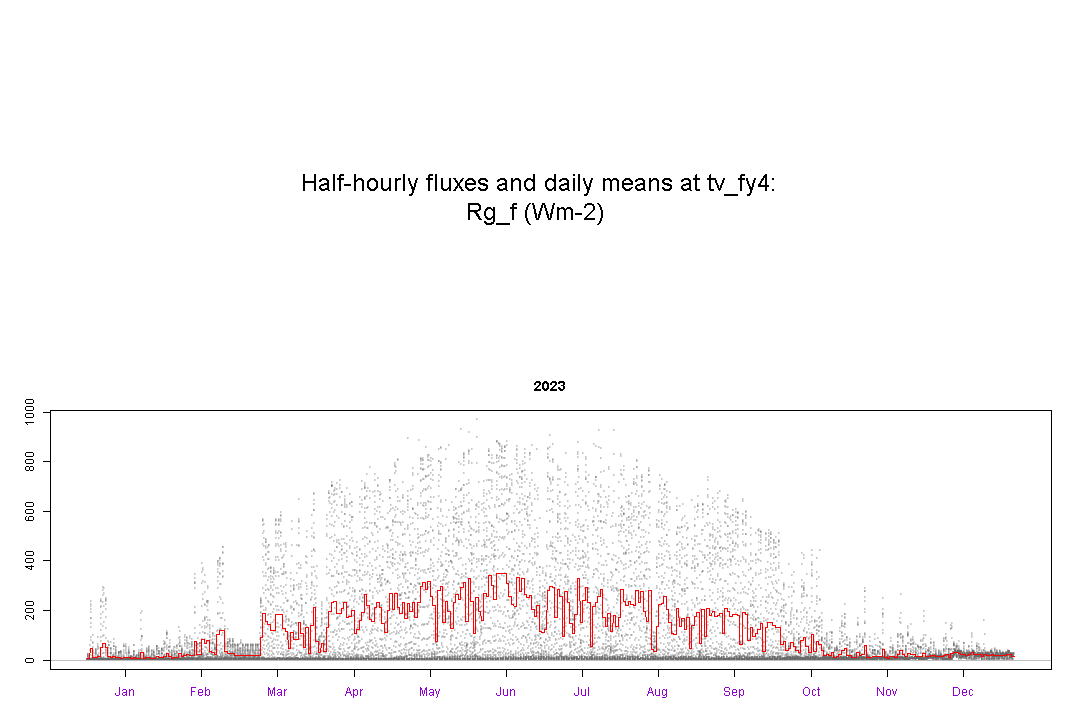 Half-hourly fluxes and daily means at tv_fy4:
Rg_f (Wm-2)
2023
1000
800
600
400
200
0
Jan Feb Mar Apr May Jun Jul Aug Sep Oct Nov Dec